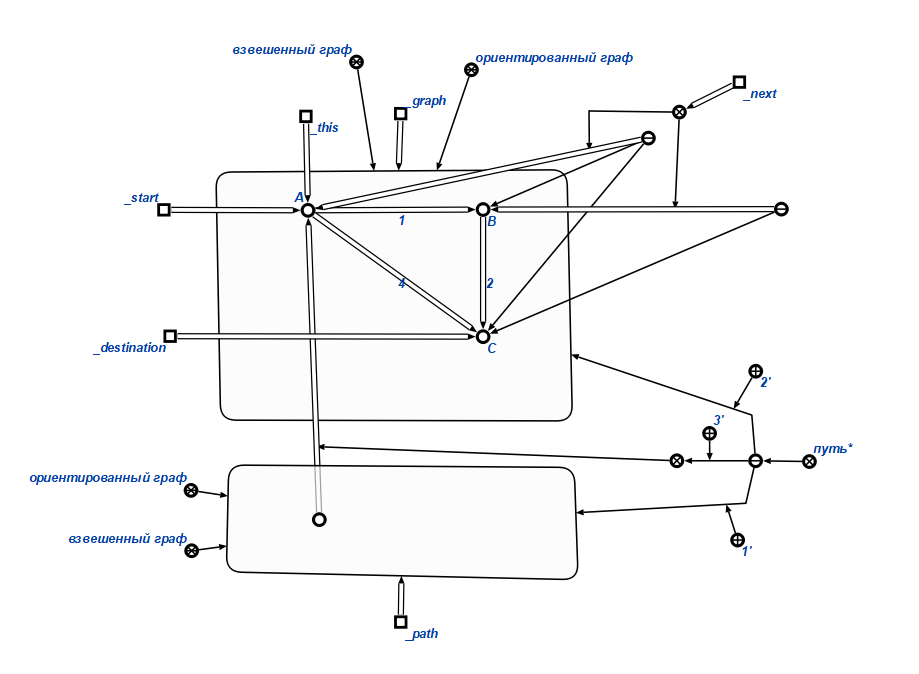 взвешенный граф
ориентированный граф
_graph
_next
_this
_start
A
1
B
4
2
_destination
C
2'
3'
путь*
ориентированный граф
взвешенный граф
1'
_path